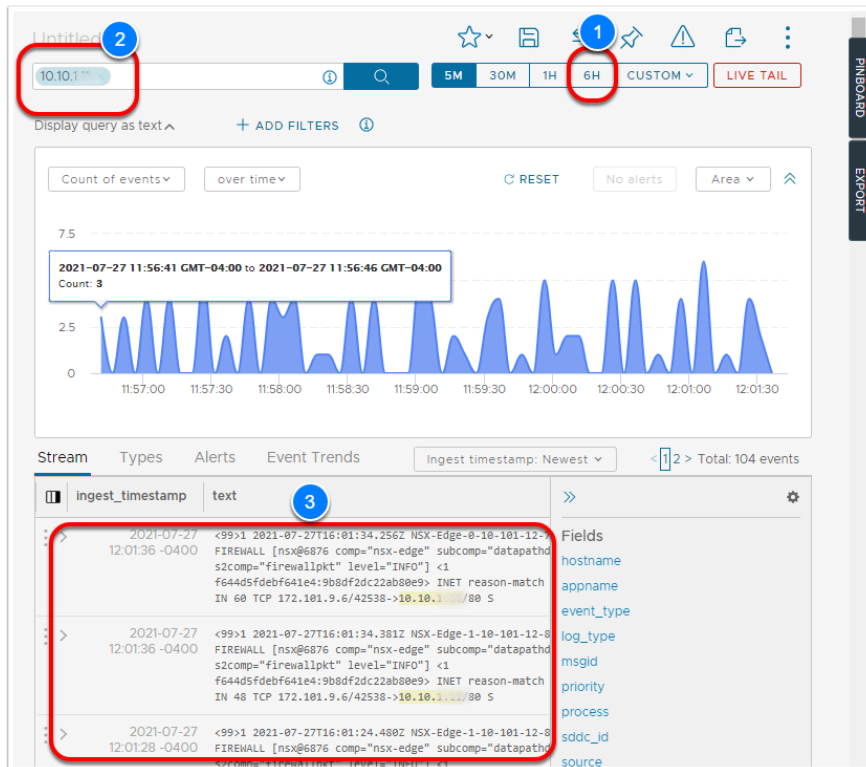 Untitled
2
1
10.10.1
5M 30M 1H 6H CUSTOM LIVE TAIL
Display query as text + ADD FILTERS
PINBOARD
EXPORT
Count of events over time RESET No alerts Area
7.5
2021-07-27 11:56:41 GMT-04:00 to 2021-07-27 11:56:46 GMT-04:00
Count: 3
2.5
0
11:57:00 11:57:30 11:58:00 11:58:30 11:59:00 11:59:30 12:00:00 12:00:30 12:01:00 12:01:30
Stream Types Alerts Event Trends Ingest timestamp: Newest < 1 2 > Total: 104 events
ingest_timestamp text
3
2021-07-27
12:01:36 -0400
<99>1 2021-07-27T16:01:34.256Z NSX-Edge-0-10-101-12-7
FIREWALL [nsx@6876 comp="nsx-edge" subcomp="datapathd
s2comp="firewallpkt" level="INFO"] <1
f644d5fdebf641e4:9b8df2dc22ab80e9> INET reason-match
IN 60 TCP 172.101.9.6/42538->10.10. /80 S
2021-07-27
12:01:36 -0400
<99>1 2021-07-27T16:01:34.381Z NSX-Edge-1-10-101-12-8
FIREWALL [nsx@6876 comp="nsx-edge" subcomp="datapathd
s2comp="firewallpkt" level="INFO"] <1
f644d5fdebf641e4:9b8df2dc22ab80e9> INET reason-match
IN 48 TCP 172.101.9.6/42538->10.10. /80 S
2021-07-27
12:01:28 -0400
<99>1 2021-07-27T16:01:24.480Z NSX-Edge-1-10-101-12-8
FIREWALL [nsx@6876 comp="nsx-edge" subcomp="datapathd
s2comp="firewallpkt" level="INFO"] <1
Fields
hostname
appname
event_type
log_type
msgid
priority
process
sddc_id
source